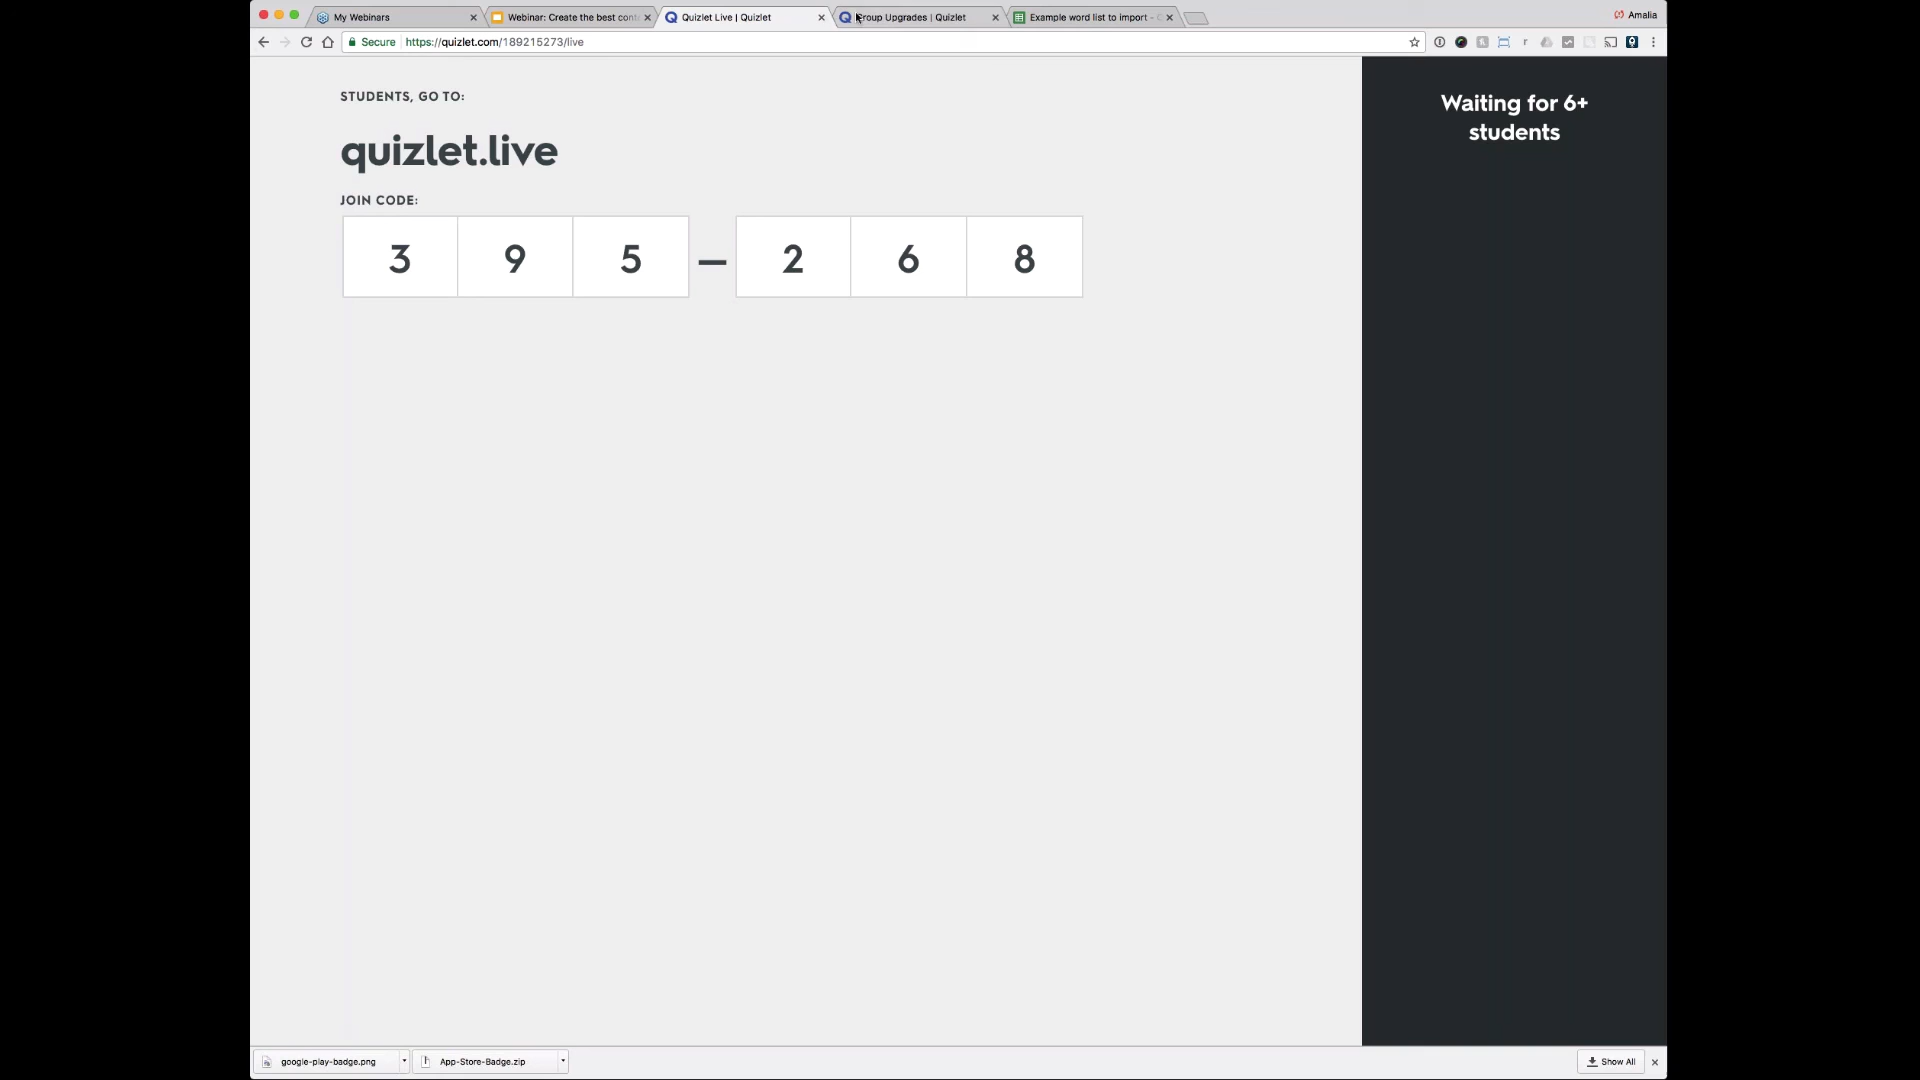 My Webinars
Webinar: Create the best cont
Quizlet Live | Quizlet
Group Upgrades | Quizlet
Example word list to import -
Amalia
Secure
https://quizlet.com/189215273/live
STUDENTS, GO TO:
quizlet.live
JOIN CODE:
3 9 5 – 2 6 8
Waiting for 6+
students
google-play-badge.png
App-Store-Badge.zip
Show All